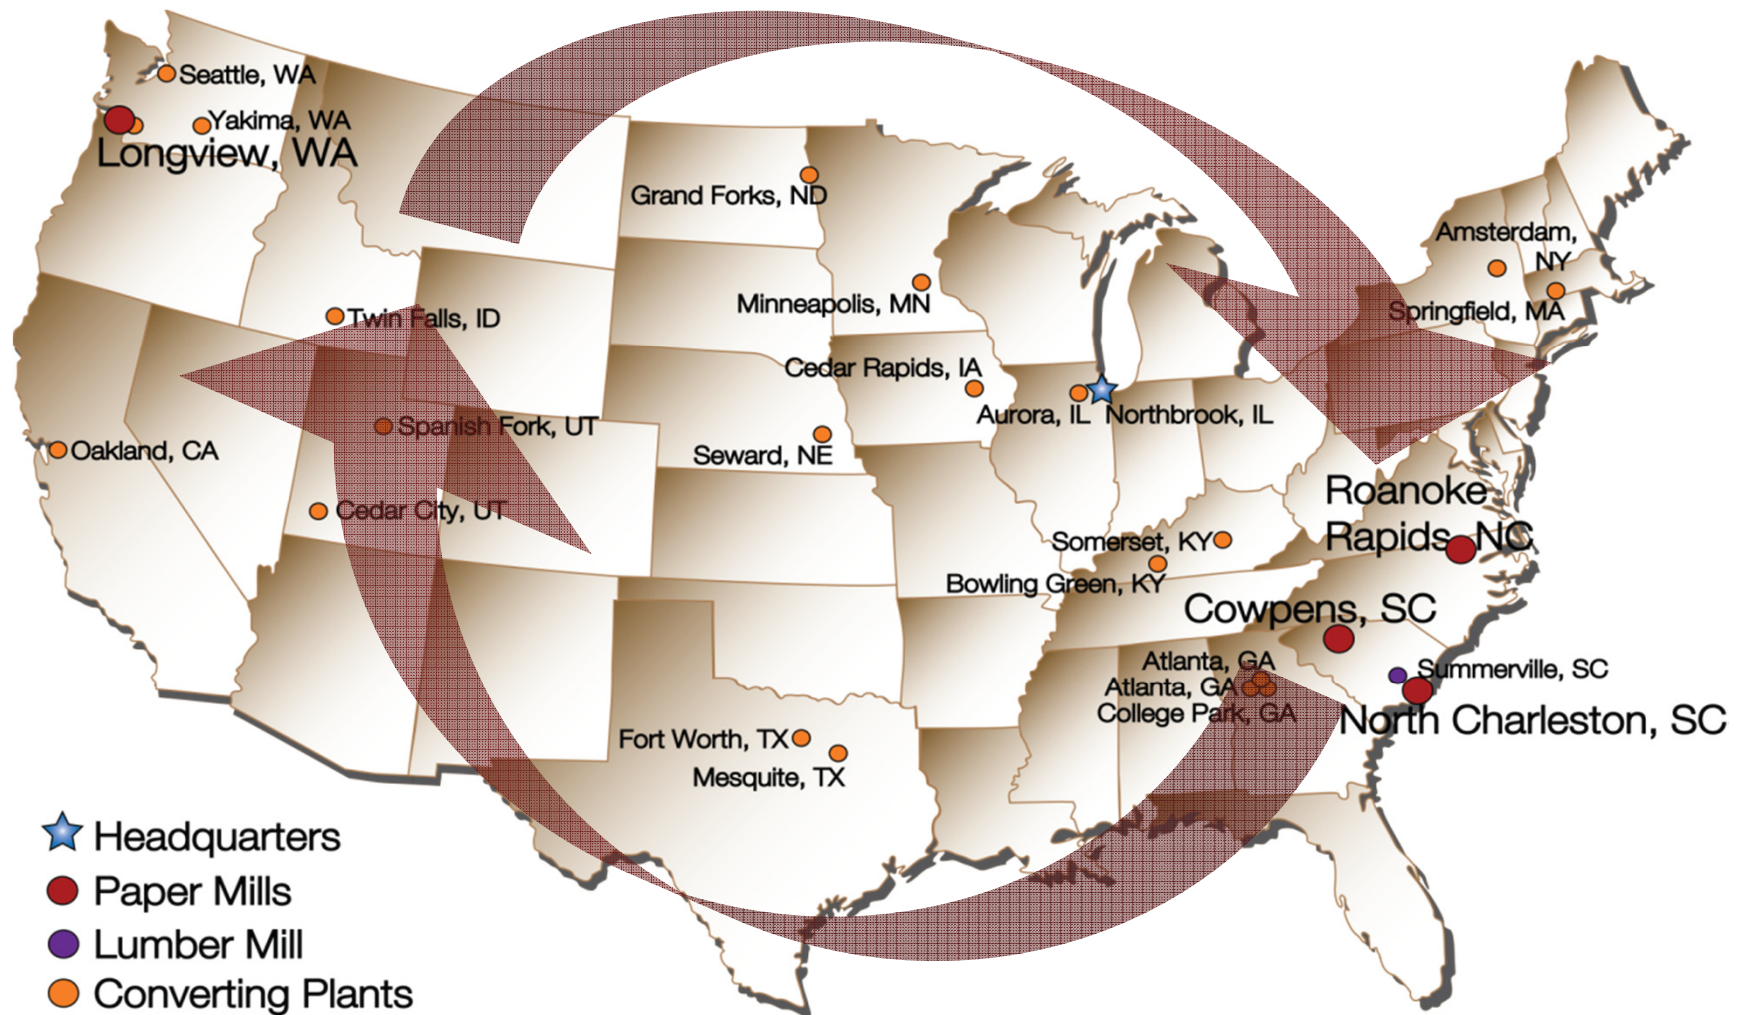 Seattle, WA
Yakima, WA
Longview, WA
Grand Forks, ND
Amsterdam,
NY
Minneapolis, MN
Springfield, MA
Twin Falls, ID
Cedar Rapids, IA
Aurora, IL
Northbrook, IL
Spanish Fork, UT
Oakland, CA
Seward, NE
Roanoke
Rapids, NC
Cedar City, UT
Somerset, KY
Bowling Green, KY
Cowpens, SC
Atlanta, GA
Summerville, SC
Atlanta, GA
College Park, GA
North Charleston, SC
Fort Worth, TX
Mesquite, TX
Headquarters
Paper Mills
Lumber Mill
Converting Plants